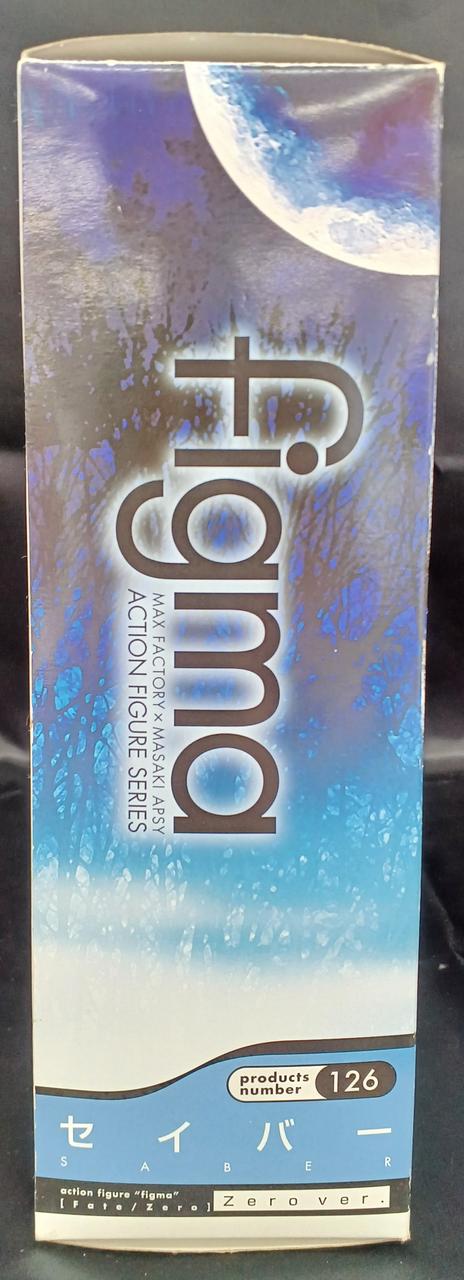 figma
MAX FACTORY × MASAKI APSY
ACTION FIGURE SERIES
products
number 126
セイバー
SABER
action figure "figma"
[Fate/Zero] Zero ver.